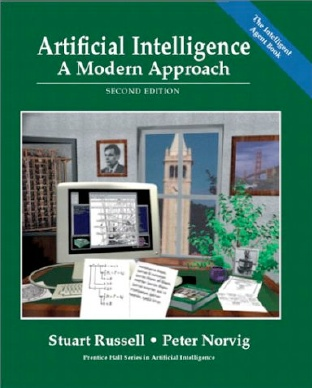 The Intelligent
Agent Book
Artificial Intelligence
A Modern Approach
SECOND EDITION
Stuart Russell • Peter Norvig
Prentice Hall Series in Artificial Intelligence